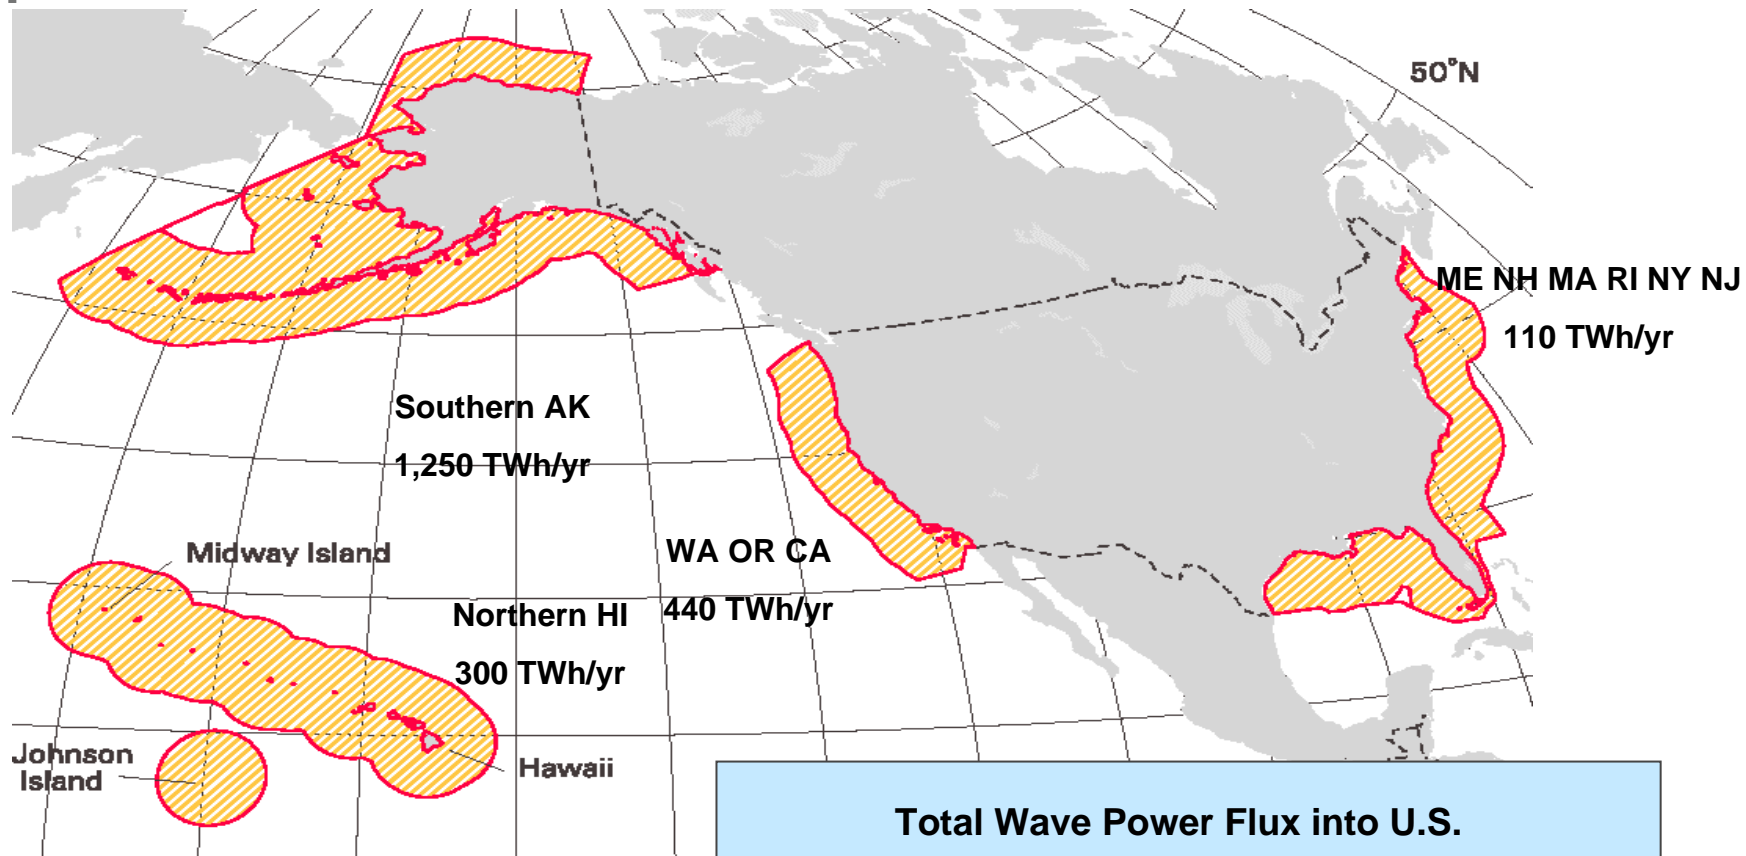 50°N
ME NH MA RI NY NJ
110 TWh/yr
Southern AK
1,250 TWh/yr
WA OR CA
440 TWh/yr
Midway Island
Northern HI
300 TWh/yr
Johnson
Island
Hawaii
Total Wave Power Flux into U.S.